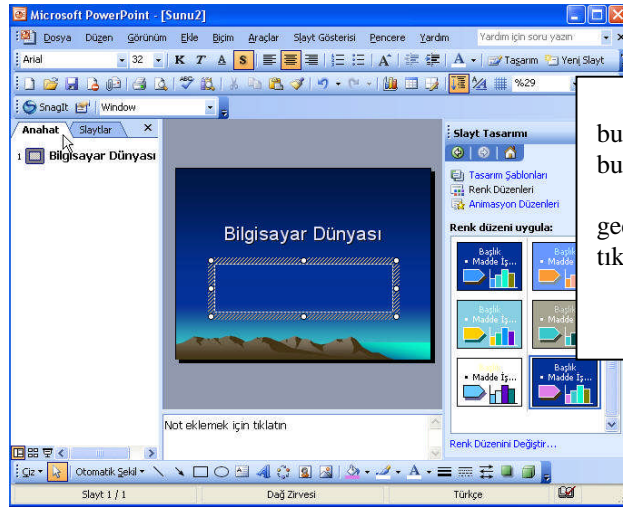 Microsoft PowerPoint - [Sunu2]
Dosya Düzen Görünüm Ekle Biçim Araçlar Slayt Gösterisi Pencere Yardım Yardım için soru yazın
Arial 32 K T A S A A Tasarım Yeni Slayt
%29
SnagIt Window
Anahat Slaytlar
1 Bilgisayar Dünyası
Bilgisayar Dünyası
Not eklemek için tıklatın
Slayt Tasarımı
Tasarım Şablonları
Renk Düzenleri
Animasyon Düzenleri
Renk düzeni uygula:
Başlık
• Madde İş...
Başlık
• Madde
Başlık
• Madde İş...
Başlık
• Madde
• Madde İş...
Başlık
• Madde İş...
Renk Düzenini Değiştir...
bu
bu
tık
Çiz Otomatik Şekil
Slayt 1 / 1 Dağ Zirvesi Türkçe